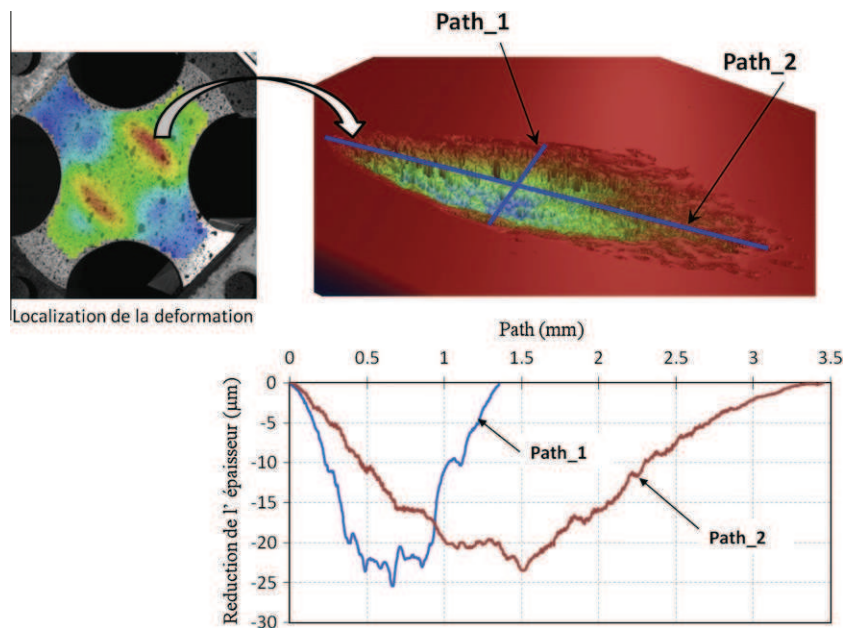 Path_1
Path_2
Localization de la deformation
Path (mm)
0 0.5 1 1.5 2 2.5 3 3.5
0
-5
-10
-15
-20
-25
-30
Reduction de l' épaisseur (µm)
Path_1
Path_2